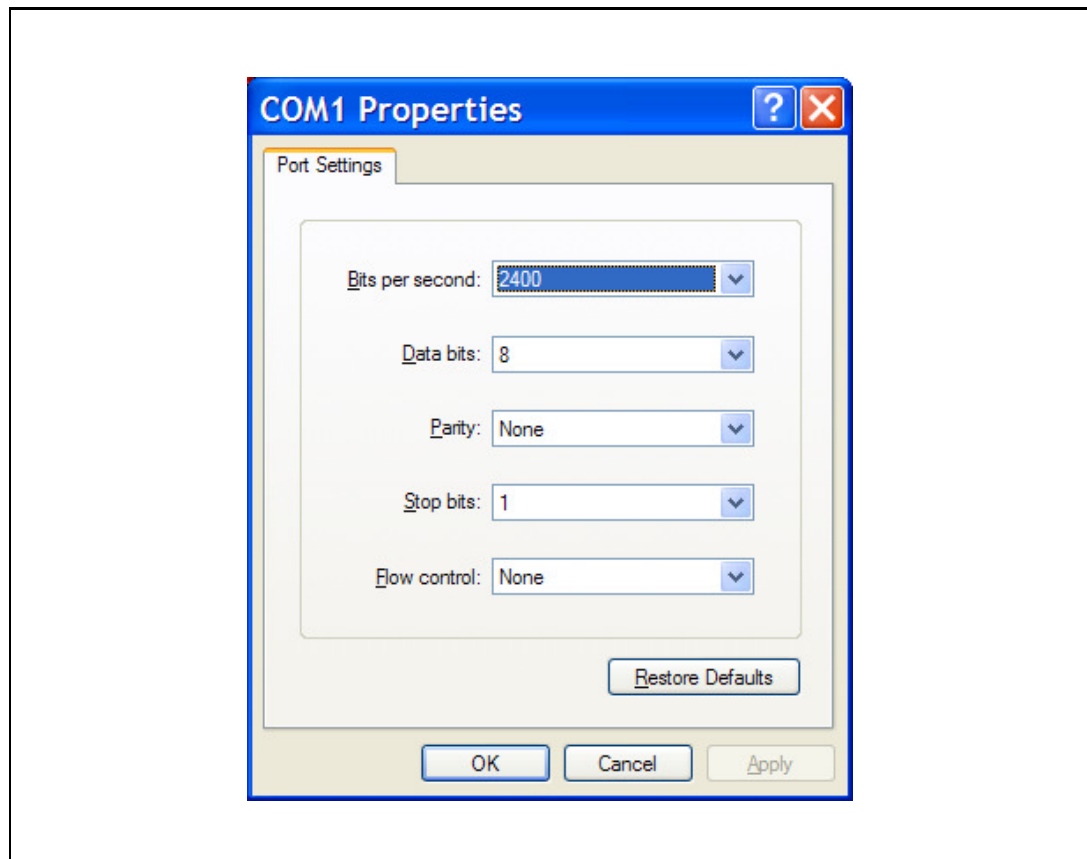 COM1 Properties
Port Settings
Bits per second: 2400
Data bits: 8
Parity: None
Stop bits: 1
Flow control: None
Restore Defaults
OK Cancel Apply